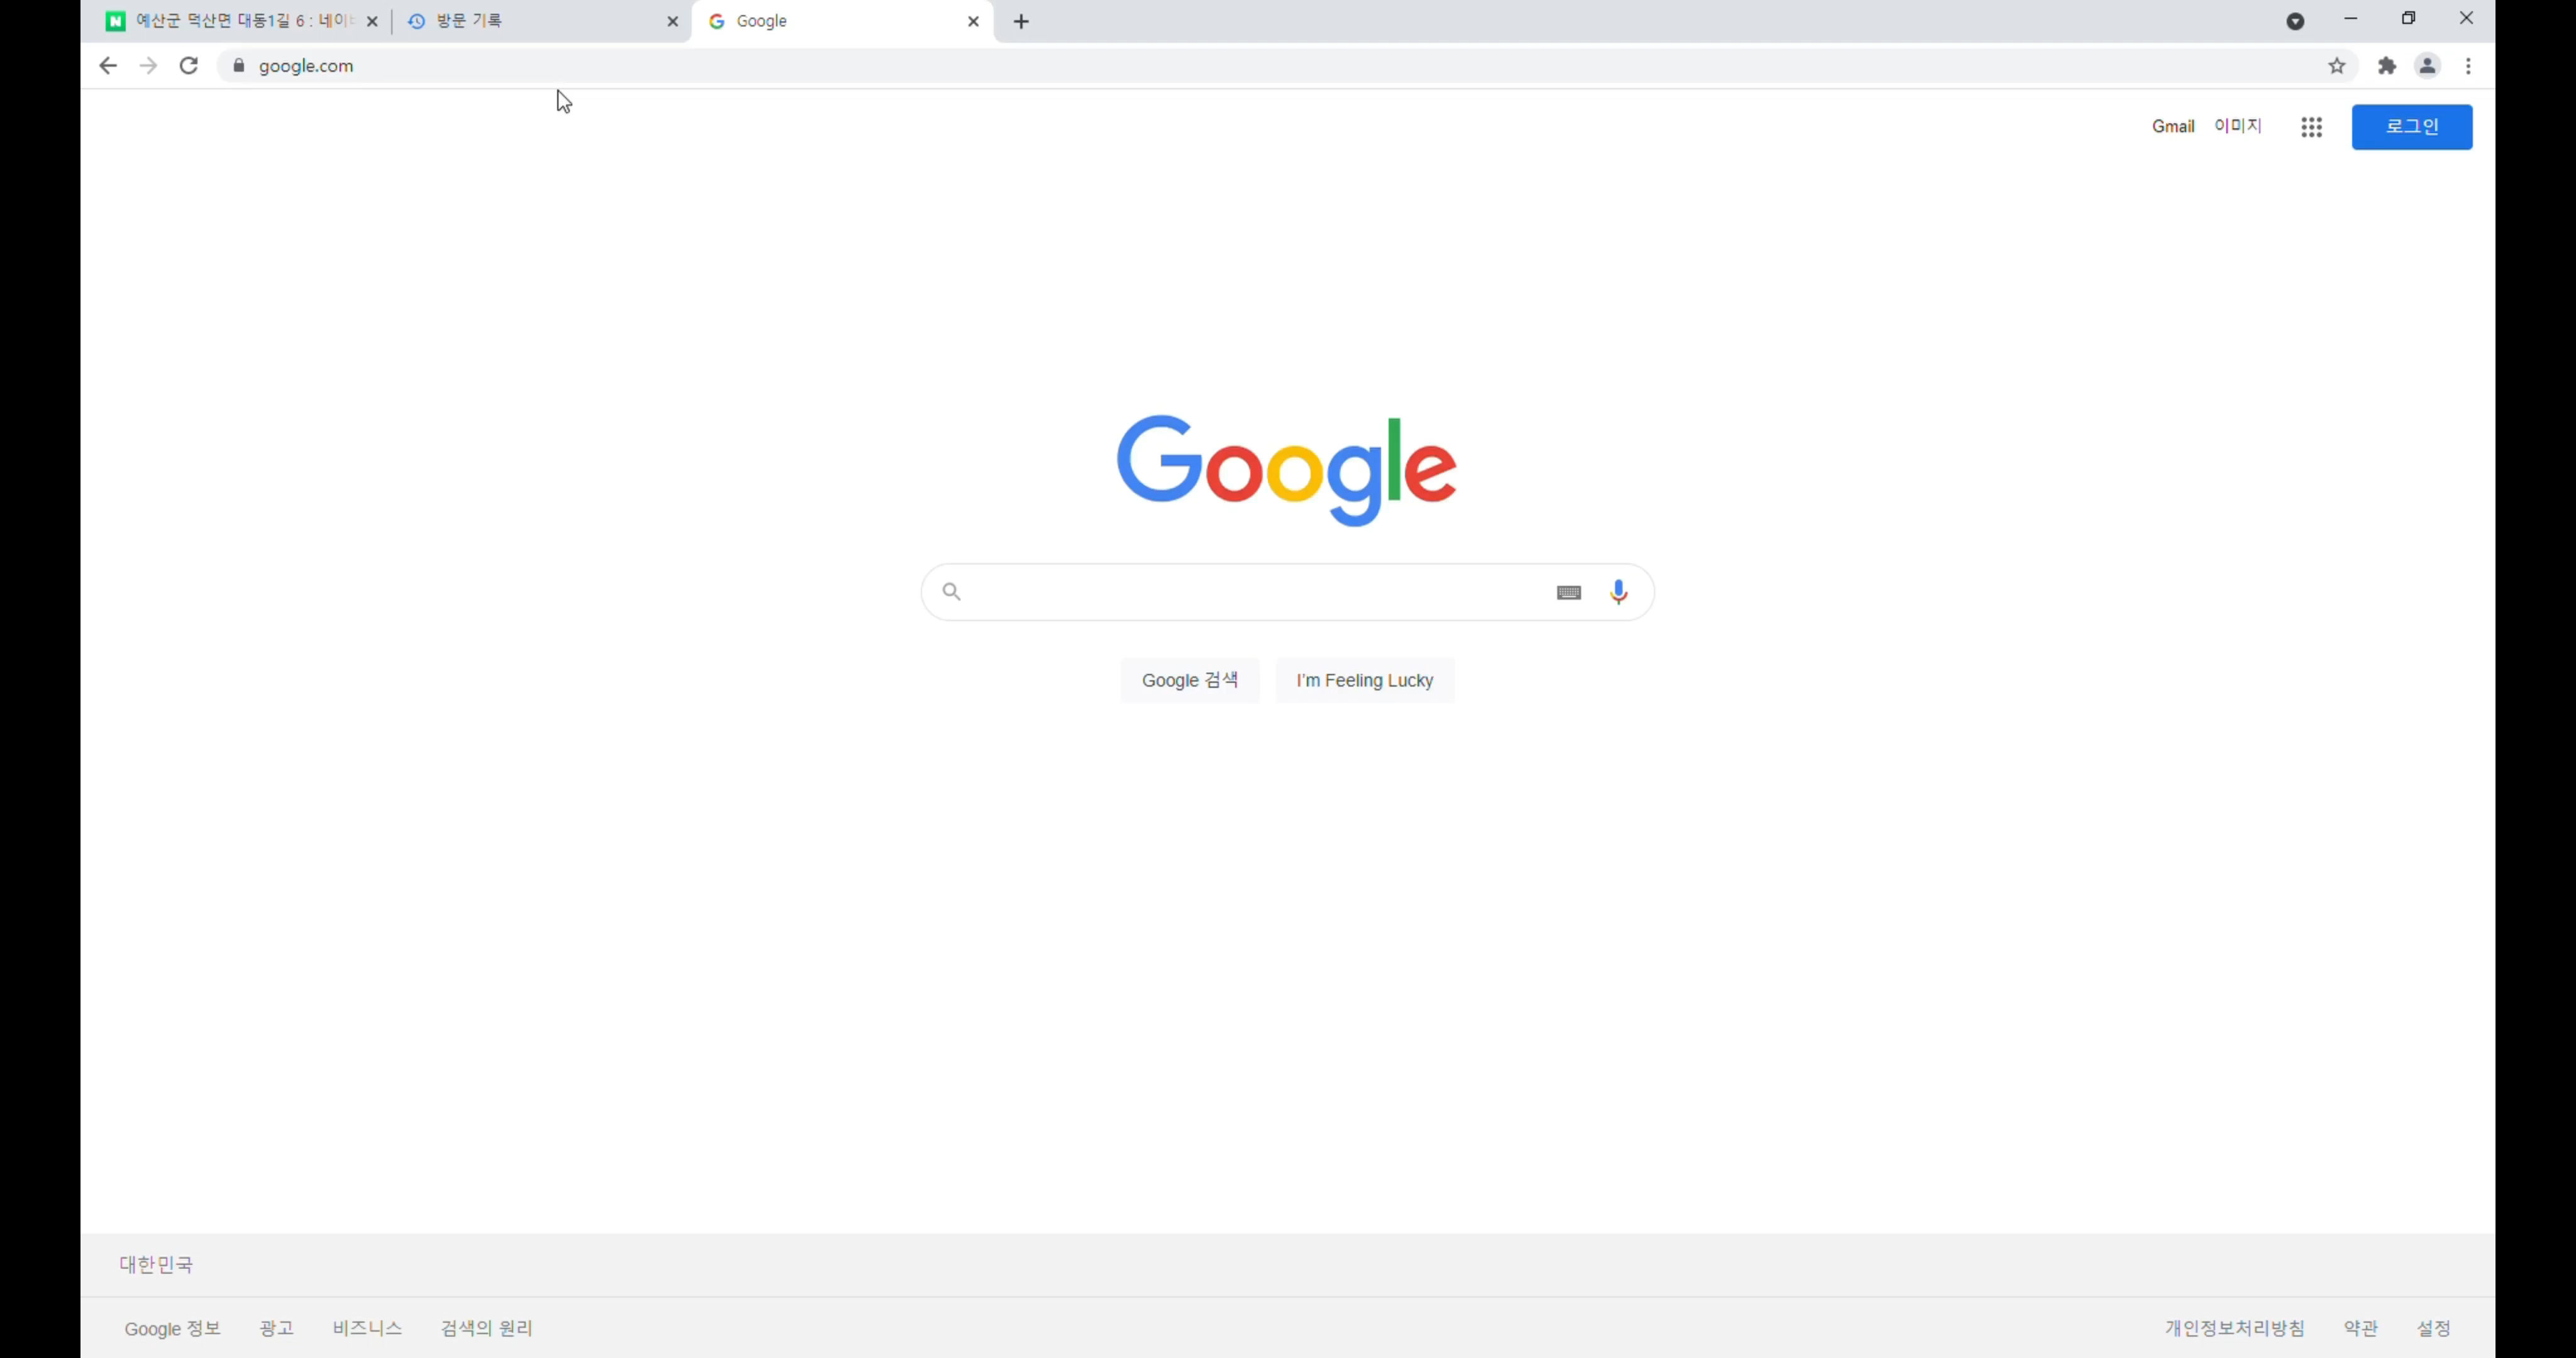 예산군 덕산면 대동1길 6 : 네이
방문 기록
Google
google.com
Gmail 이미지 로그인
Google
Google 검색 I'm Feeling Lucky
대한민국
Google 정보 광고 비즈니스 검색의 원리 개인정보처리방침 약관 설정